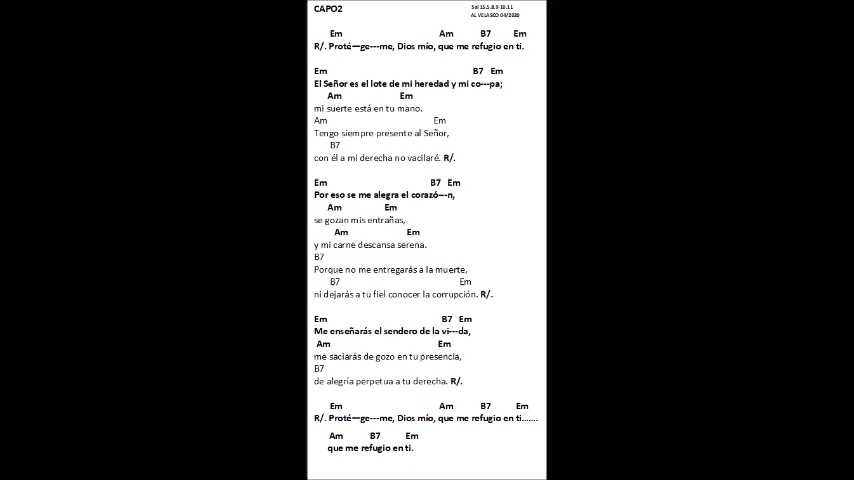 CAPO2
Sal 15,5.8.9-10.11
AL VELASCO 04/2020
Em Am B7 Em
R/. Proté—ge---me, Dios mío, que me refugio en ti.
Em B7 Em
El Señor es el lote de mi heredad y mi co---pa;
Am Em
mi suerte está en tu mano.
Am Em
Tengo siempre presente al Señor,
B7
con él a mi derecha no vacilaré. R/.
Em B7 Em
Por eso se me alegra el corazó---n,
Am Em
se gozan mis entrañas,
Am Em
y mi carne descansa serena.
B7
Porque no me entregarás a la muerte,
B7 Em
ni dejarás a tu fiel conocer la corrupción. R/.
Em B7 Em
Me enseñarás el sendero de la vi---da,
Am Em
me saciarás de gozo en tu presencia,
B7
de alegría perpetua a tu derecha. R/.
Em Am B7 Em
R/. Proté—ge---me, Dios mío, que me refugio en ti.......
Am B7 Em
que me refugio en ti.